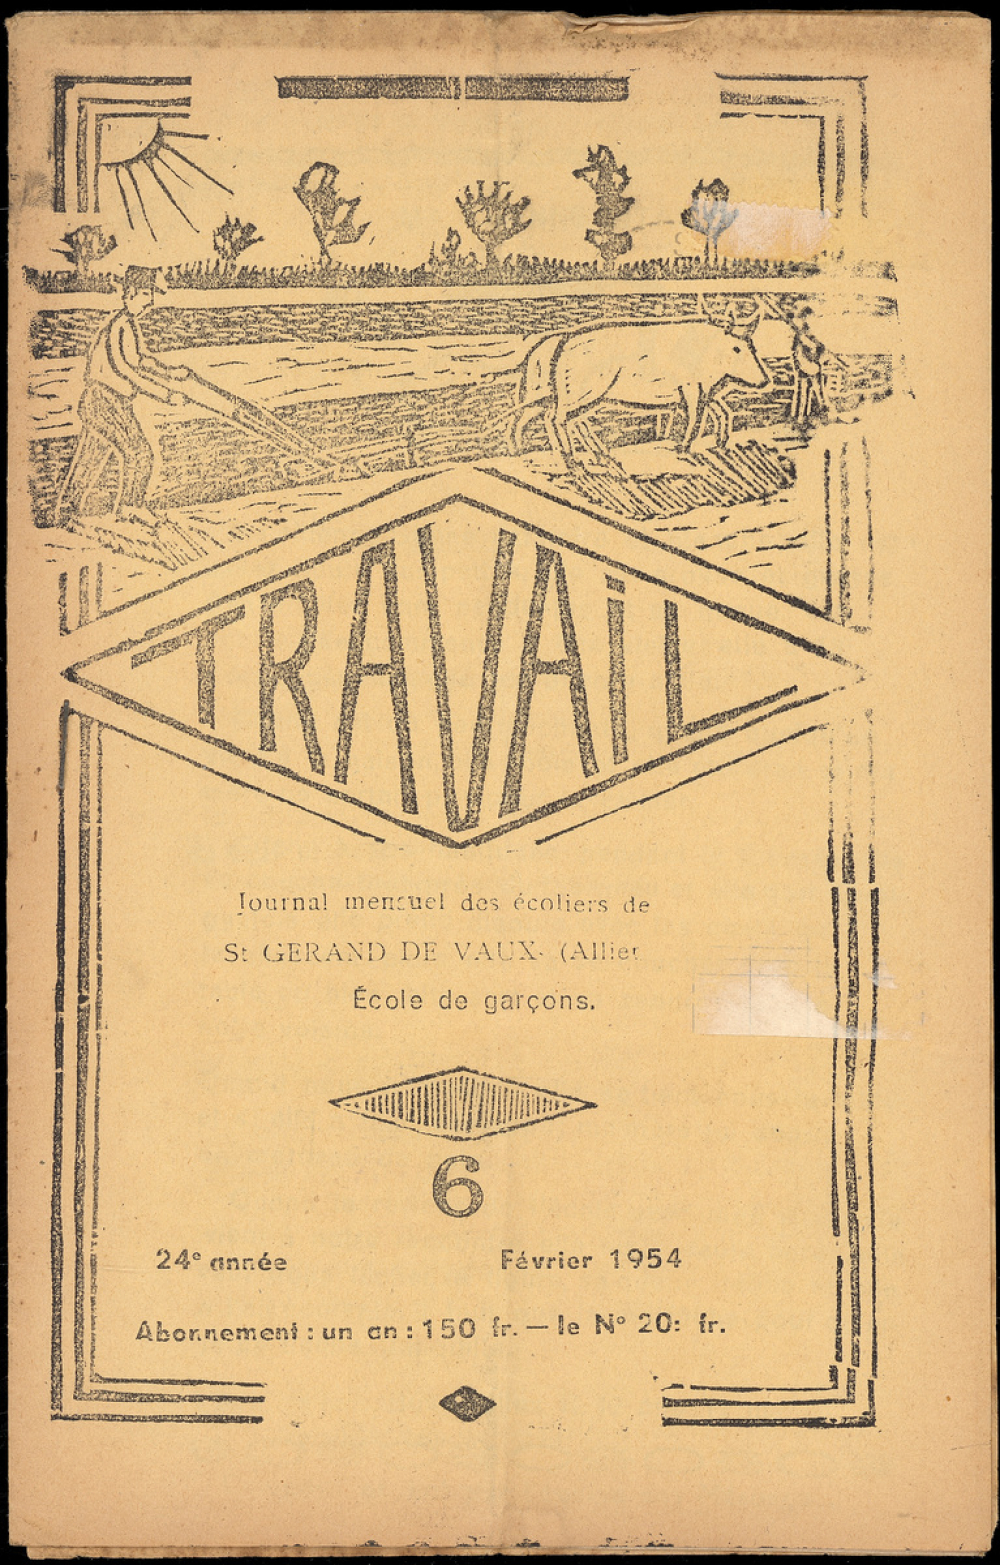 TRAVAiL
Journal mensuel des écoliers de
St GERAND DE VAUX. (Allier
École de garçons.
6
24e année Février 1954
Abonnement : un an : 150 fr. — le N° 20: fr.